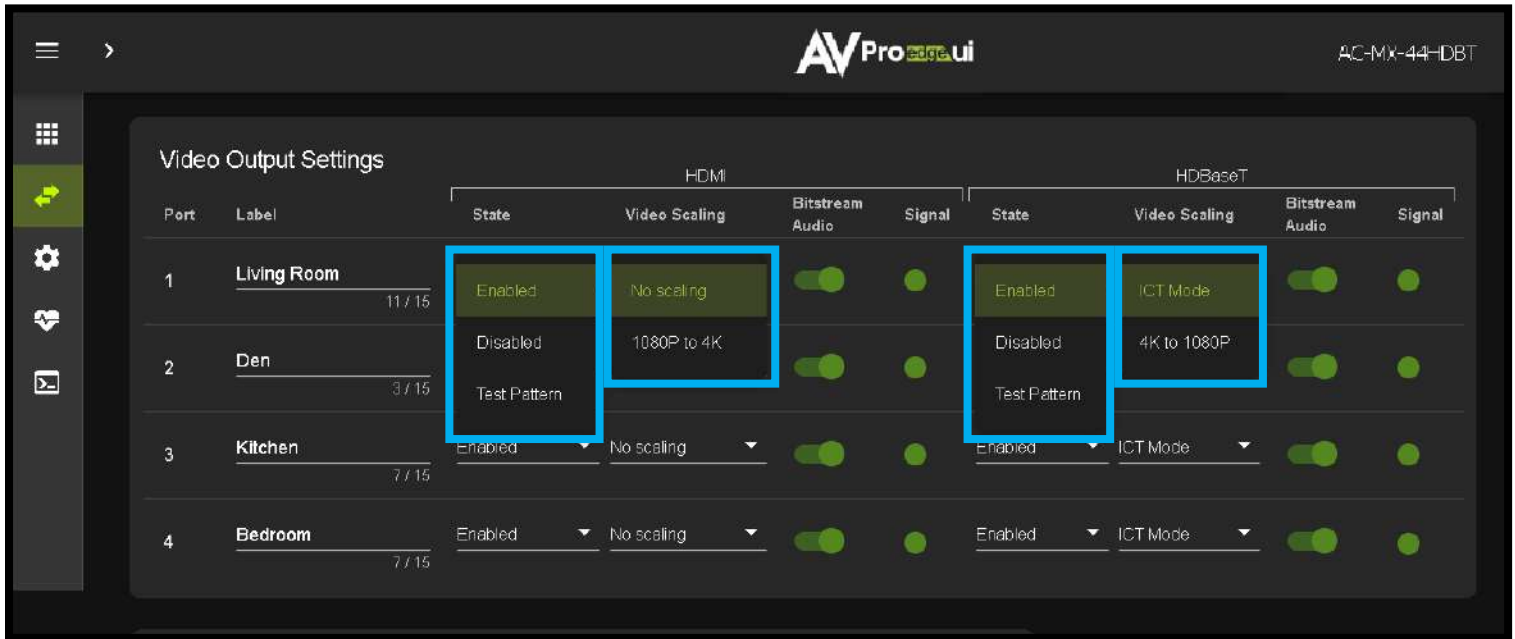 AVPro edge.ui
AC-MX-44HDBT
Video Output Settings
HDMI
HDBaseT
Port Label State Video Scaling Bitstream Audio Signal State Video Scaling Bitstream Audio Signal
1 Living Room Enabled No scaling Enabled ICT Mode
11 / 15
Disabled 1080P to 4K Disabled 4K to 1080P
2 Den
3 / 15
Test Pattern Test Pattern
3 Kitchen Enabled No scaling Enabled ICT Mode
7 / 15
4 Bedroom Enabled No scaling Enabled ICT Mode
7 / 15